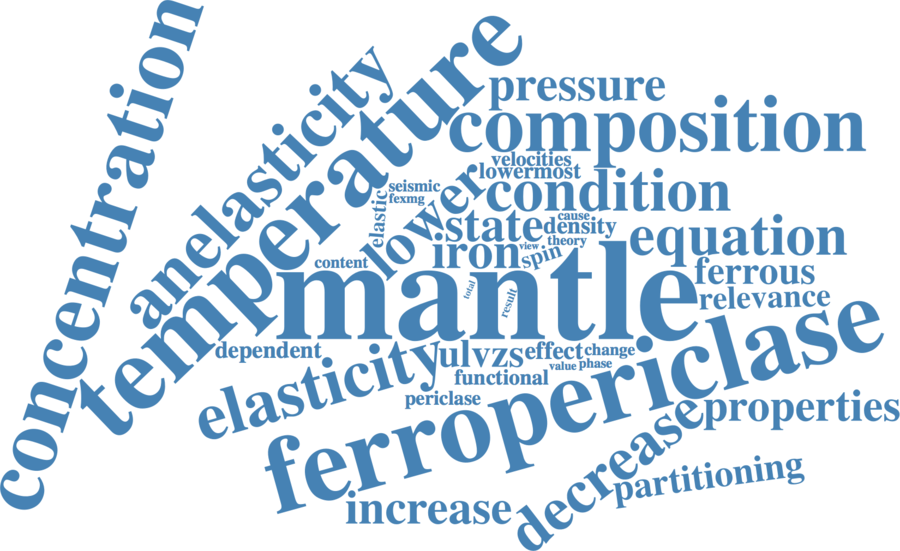 concentration
temperature
anelasticity
pressure
composition
velocities
lowermost
condition
seismic
fexmg
elastic
lower
state
cause
density
theory
equation
iron
view
spin
content
mantle
ferrous
relevance
total
result
dependent
elasticity
ulvzs
effect
change
value
phase
functional
periclase
ferropericlase
properties
decrease
partitioning
increase